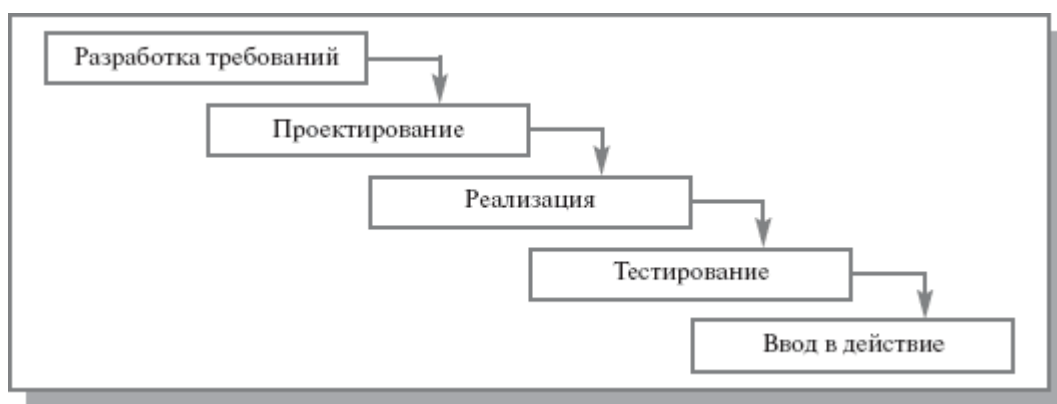 Разработка требований
Проектирование
Реализация
Тестирование
Ввод в действие